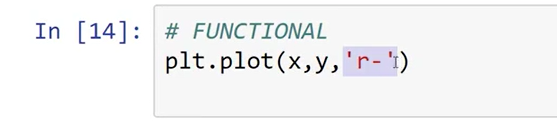 In [14]: # FUNCTIONAL
plt.plot(x,y,'r-')